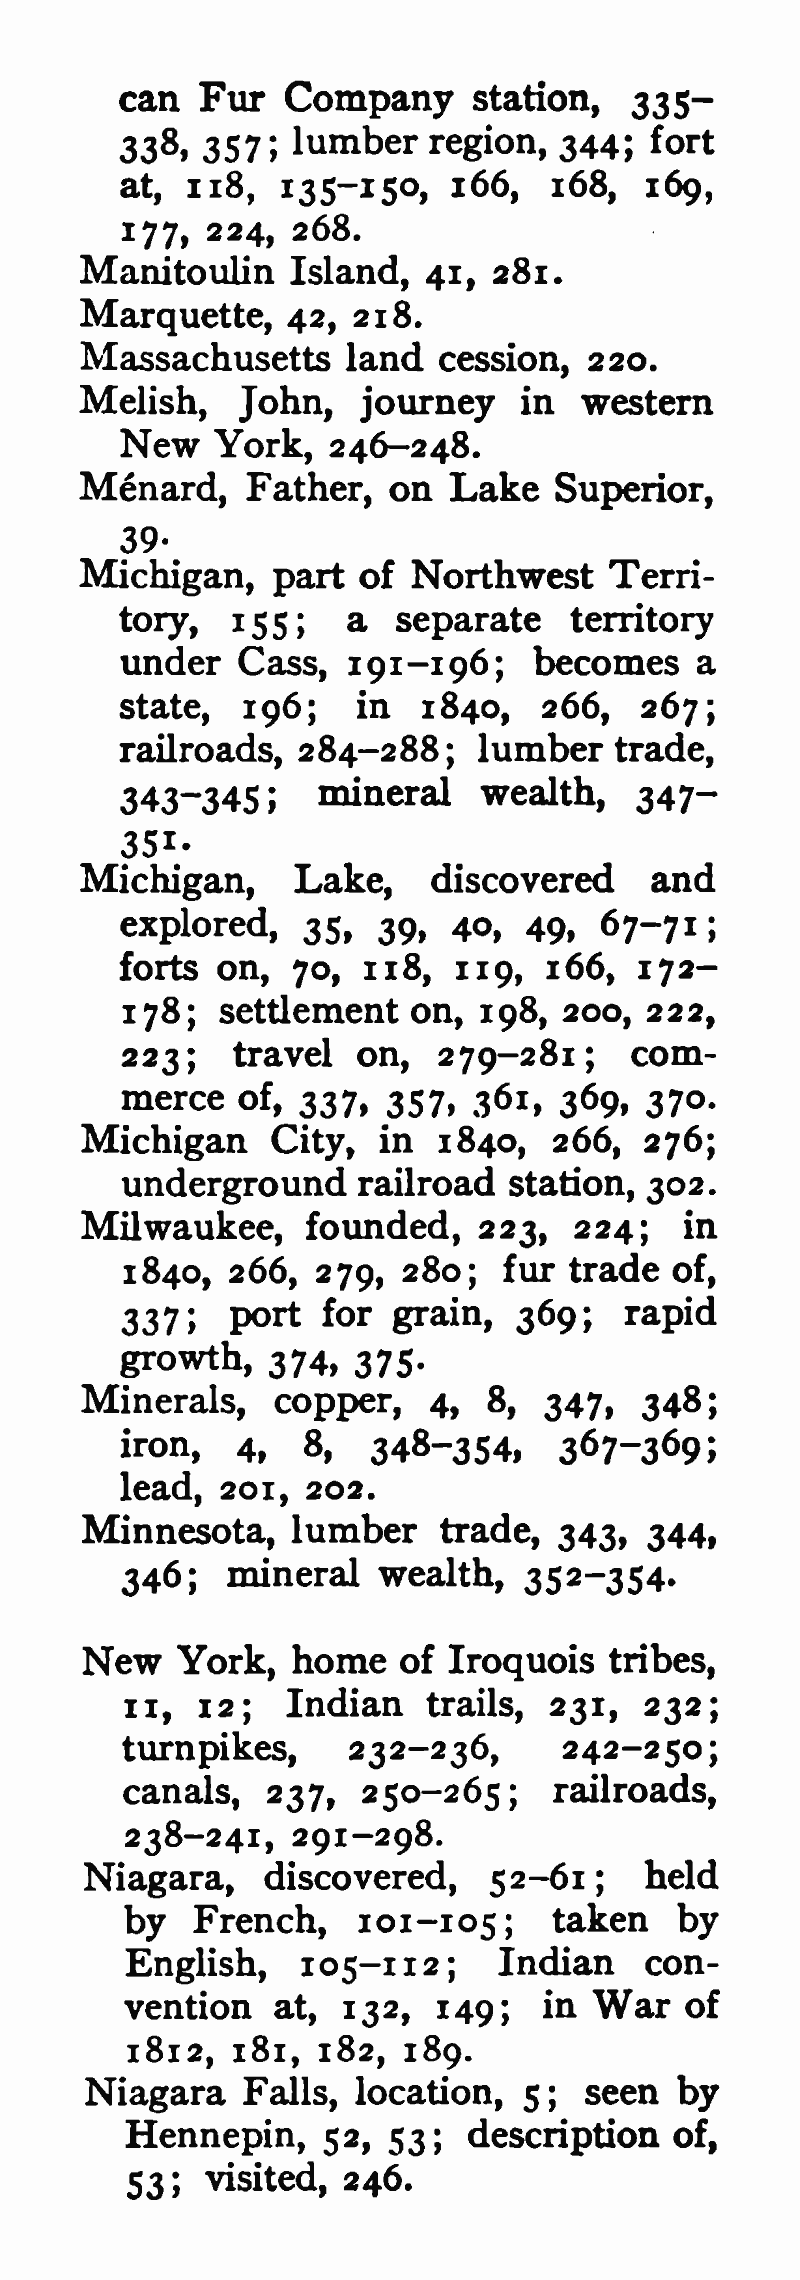 can Fur Company station, 335–
338, 357; lumber region, 344; fort
at, 118, 135–150, 166, 168, 169,
177, 224, 268.
Manitoulin Island, 41, 281.
Marquette, 42, 218.
Massachusetts land cession, 220.
Melish, John, journey in western
New York, 246–248.
Ménard, Father, on Lake Superior,
39.
Michigan, part of Northwest Terri-
tory, 155; a separate territory
under Cass, 191–196; becomes a
state, 196; in 1840, 266, 267;
railroads, 284–288; lumber trade,
343–345; mineral wealth, 347–
351.
Michigan, Lake, discovered and
explored, 35, 39, 40, 49, 67–71;
forts on, 70, 118, 119, 166, 172–
178; settlement on, 198, 200, 222,
223; travel on, 279–281; com-
merce of, 337, 357, 361, 369, 370.
Michigan City, in 1840, 266, 276;
underground railroad station, 302.
Milwaukee, founded, 223, 224; in
1840, 266, 279, 280; fur trade of,
337; port for grain, 369; rapid
growth, 374, 375.
Minerals, copper, 4, 8, 347, 348;
iron, 4, 8, 348–354, 367–369;
lead, 201, 202.
Minnesota, lumber trade, 343, 344,
346; mineral wealth, 352–354.
New York, home of Iroquois tribes,
11, 12; Indian trails, 231, 232;
turnpikes, 232–236, 242–250;
canals, 237, 250–265; railroads,
238–241, 291–298.
Niagara, discovered, 52–61; held
by French, 101–105; taken by
English, 105–112; Indian con-
vention at, 132, 149; in War of
1812, 181, 182, 189.
Niagara Falls, location, 5; seen by
Hennepin, 52, 53; description of,
53; visited, 246.